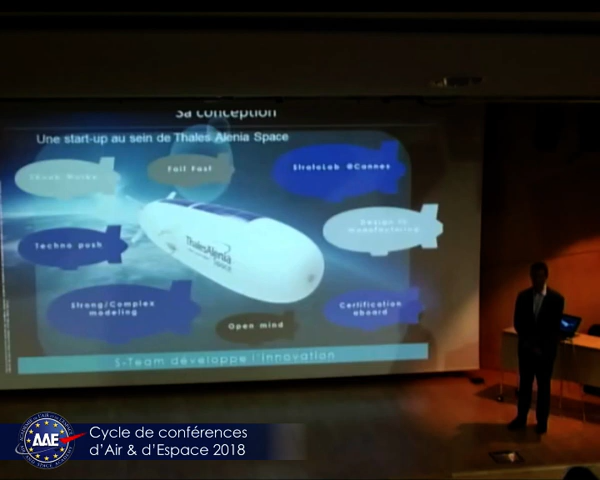 Sa conception
Une start-up au sein de Thales Alenia Space
Fail Fast
StratoLab @Cannes
Design to
manufacturing
Techno push
ThalesAlenia
Space
Strong/Complex
modeling
Certification
aboard
Open mind
S-Team développe l'innovation
AAE
Cycle de conférences
d'Air & d'Espace 2018